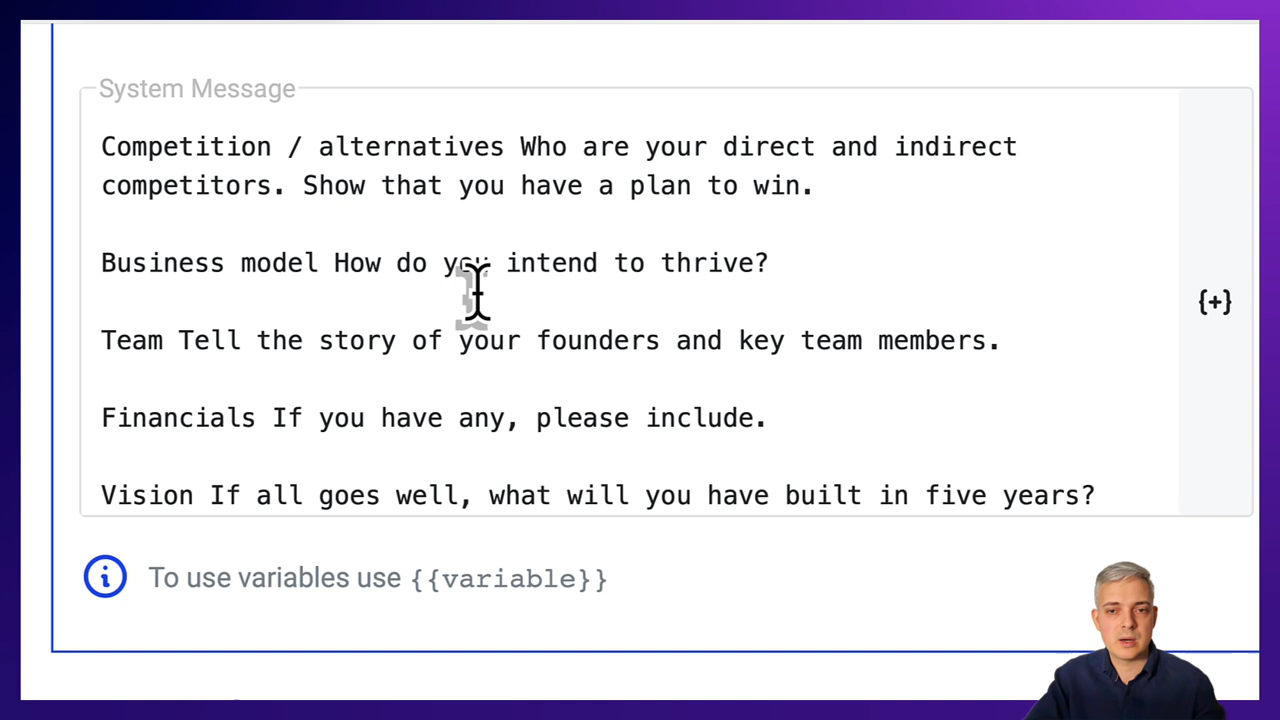 System Message
Competition / alternatives Who are your direct and indirect
competitors. Show that you have a plan to win.
Business model How do you intend to thrive?
{+}
Team Tell the story of your founders and key team members.
Financials If you have any, please include.
Vision If all goes well, what will you have built in five years?
To use variables use {{variable}}